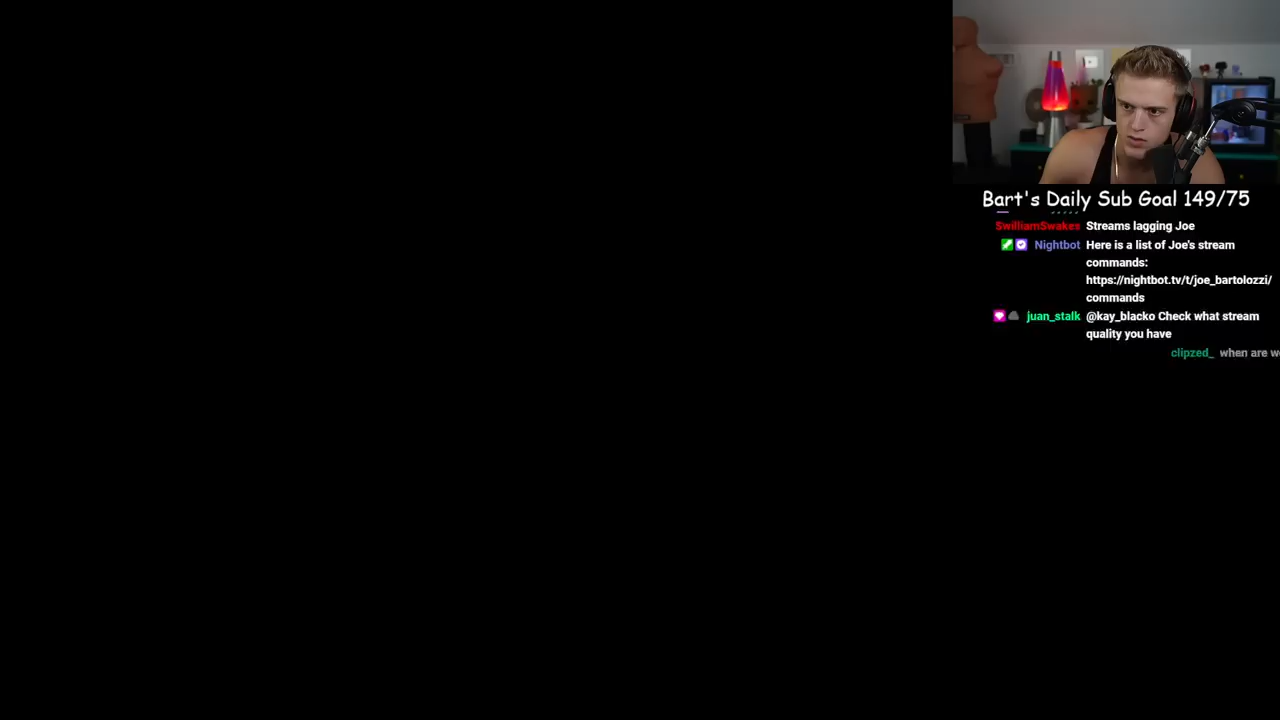 Bart's Daily Sub Goal 149/75
SwilliamSwakes Streams lagging Joe
Nightbot Here is a list of Joe's stream
commands:
https://nightbot.tv/t/joe_bartolozzi/
commands
juan_stalk @kay_blacko Check what stream
quality you have
clipzed_ when are w